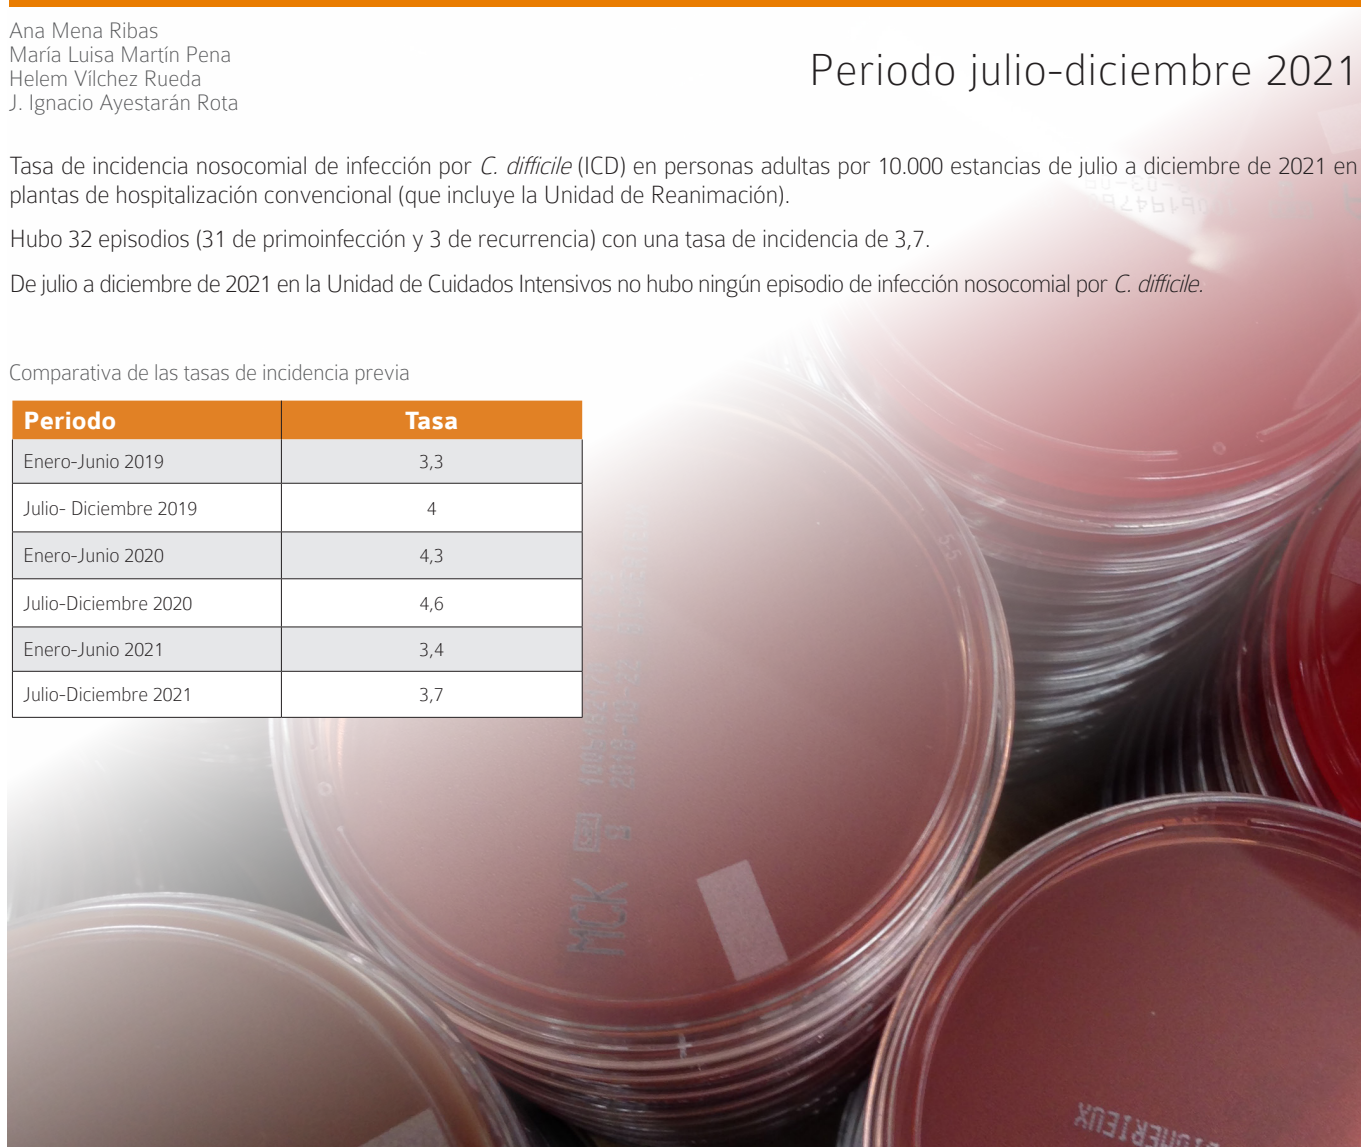 Ana Mena Ribas
María Luisa Martín Pena
Helem Vílchez Rueda
J. Ignacio Ayestarán Rota
Periodo julio-diciembre 2021
Tasa de incidencia nosocomial de infección por C. difficile (ICD) en personas adultas por 10.000 estancias de julio a diciembre de 2021 en
plantas de hospitalización convencional (que incluye la Unidad de Reanimación).
Hubo 32 episodios (31 de primoinfección y 3 de recurrencia) con una tasa de incidencia de 3,7.
De julio a diciembre de 2021 en la Unidad de Cuidados Intensivos no hubo ningún episodio de infección nosocomial por C. difficile.
Comparativa de las tasas de incidencia previa
Periodo Tasa
Enero-Junio 2019 3,3
Julio- Diciembre 2019 4
Enero-Junio 2020 4,3
Julio-Diciembre 2020 4,6
Enero-Junio 2021 3,4
Julio-Diciembre 2021 3,7
MCK